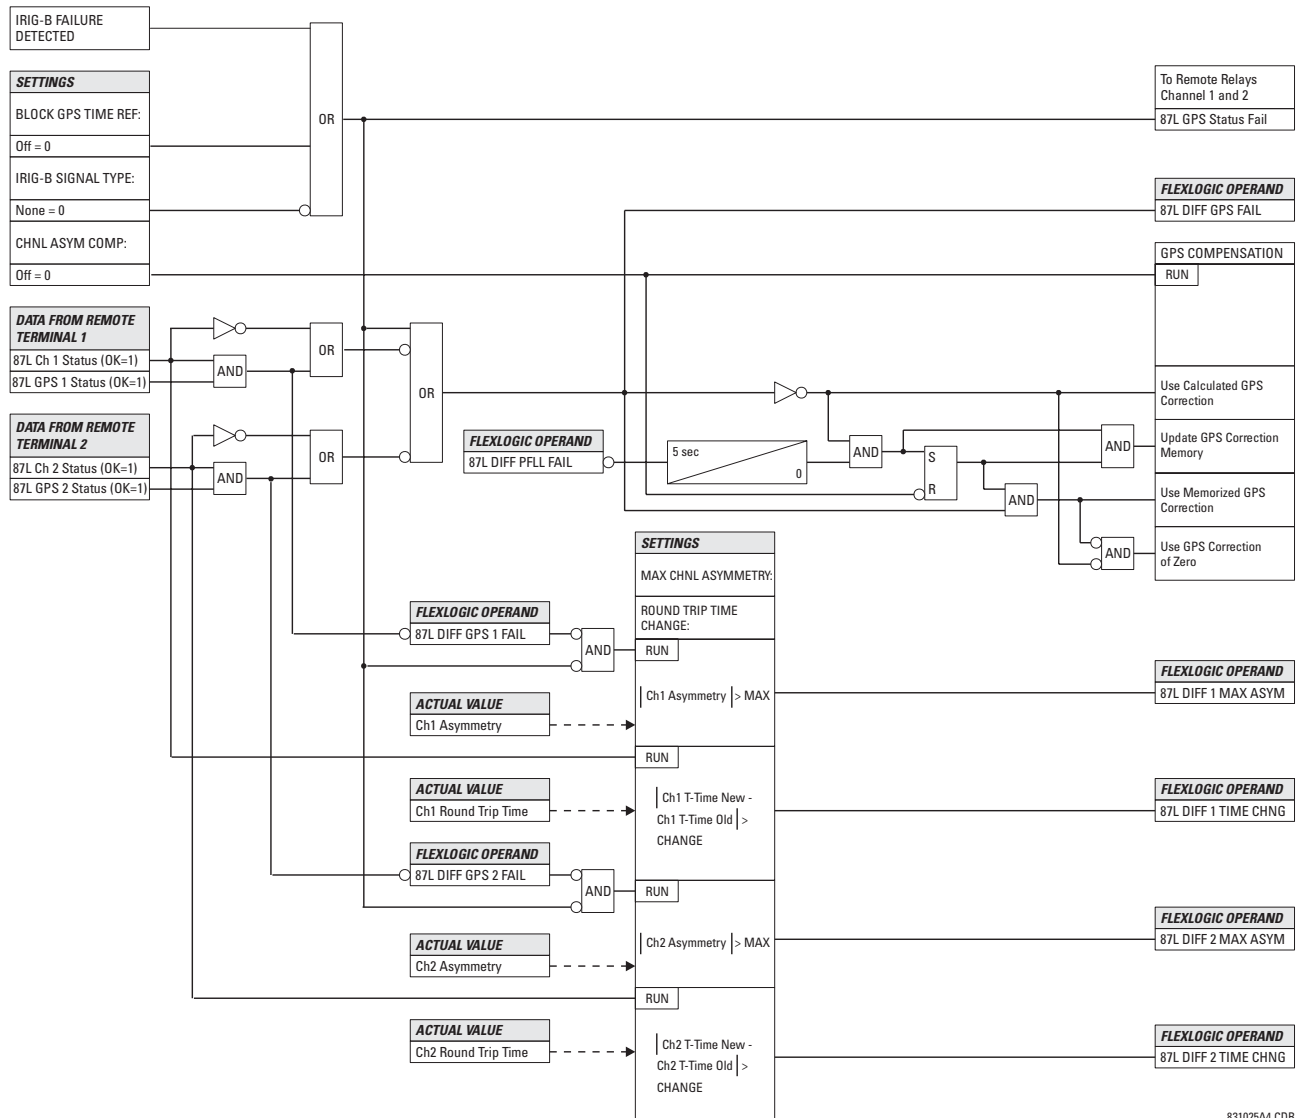 IRIG-B FAILURE
DETECTED
SETTINGS
BLOCK GPS TIME REF:
Off = 0
IRIG-B SIGNAL TYPE:
None = 0
CHNL ASYM COMP:
Off = 0
OR
To Remote Relays
Channel 1 and 2
87L GPS Status Fail
FLEXLOGIC OPERAND
87L DIFF GPS FAIL
GPS COMPENSATION
RUN
Use Calculated GPS
Correction
Update GPS Correction
Memory
Use Memorized GPS
Correction
Use GPS Correction
of Zero
DATA FROM REMOTE
TERMINAL 1
87L Ch 1 Status (OK=1)
87L GPS 1 Status (OK=1)
AND
OR
DATA FROM REMOTE
TERMINAL 2
87L Ch 2 Status (OK=1)
87L GPS 2 Status (OK=1)
AND
OR
OR
FLEXLOGIC OPERAND
87L DIFF PFLL FAIL
5 sec
0
AND
S
R
AND
AND
AND
SETTINGS
MAX CHNL ASYMMETRY:
ROUND TRIP TIME
CHANGE:
FLEXLOGIC OPERAND
87L DIFF GPS 1 FAIL
AND
RUN
Ch1 Asymmetry > MAX
ACTUAL VALUE
Ch1 Asymmetry
FLEXLOGIC OPERAND
87L DIFF 1 MAX ASYM
RUN
ACTUAL VALUE
Ch1 Round Trip Time
Ch1 T-Time New -
Ch1 T-Time Old >
CHANGE
FLEXLOGIC OPERAND
87L DIFF 1 TIME CHNG
FLEXLOGIC OPERAND
87L DIFF GPS 2 FAIL
AND
RUN
Ch2 Asymmetry > MAX
ACTUAL VALUE
Ch2 Asymmetry
FLEXLOGIC OPERAND
87L DIFF 2 MAX ASYM
RUN
ACTUAL VALUE
Ch2 Round Trip Time
Ch2 T-Time New -
Ch2 T-Time Old >
CHANGE
FLEXLOGIC OPERAND
87L DIFF 2 TIME CHNG
831025A4.CDR